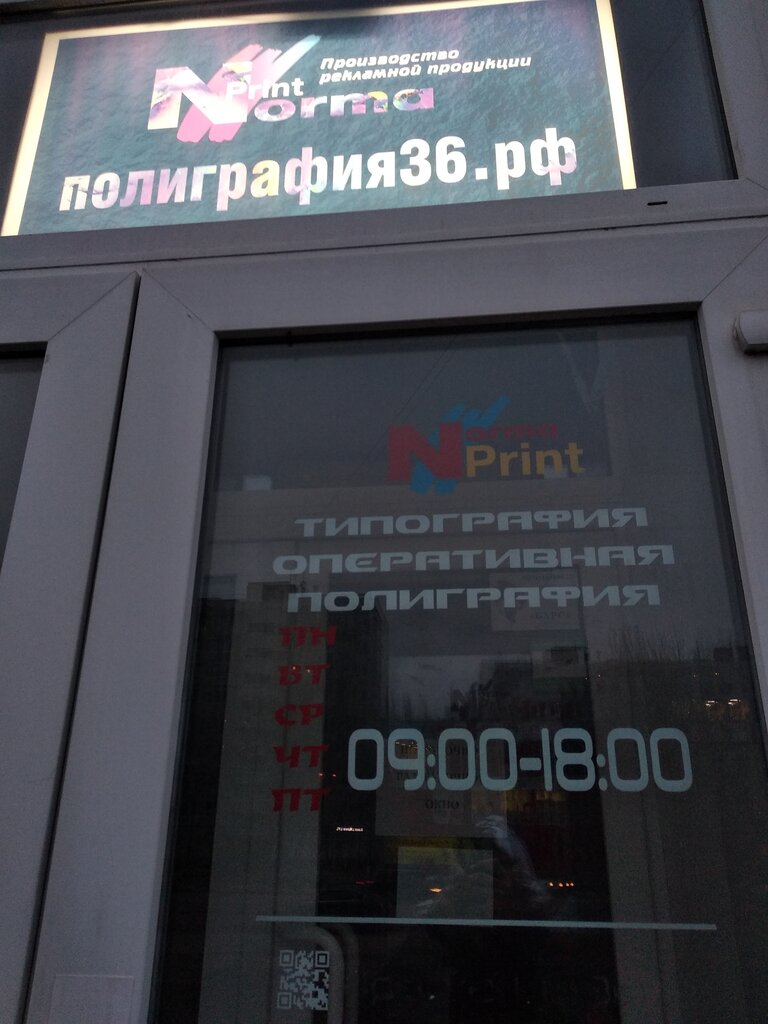 Производство
рекламной продукции
Print
Norma
полиграфия36.рф
Norma
Print
ТИПОГРАФИЯ
ОПЕРАТИВНАЯ
ПОЛИГРАФИЯ
ПН
ВТ
СР
ЧТ
ПТ
09:00-18:00
ОКНО